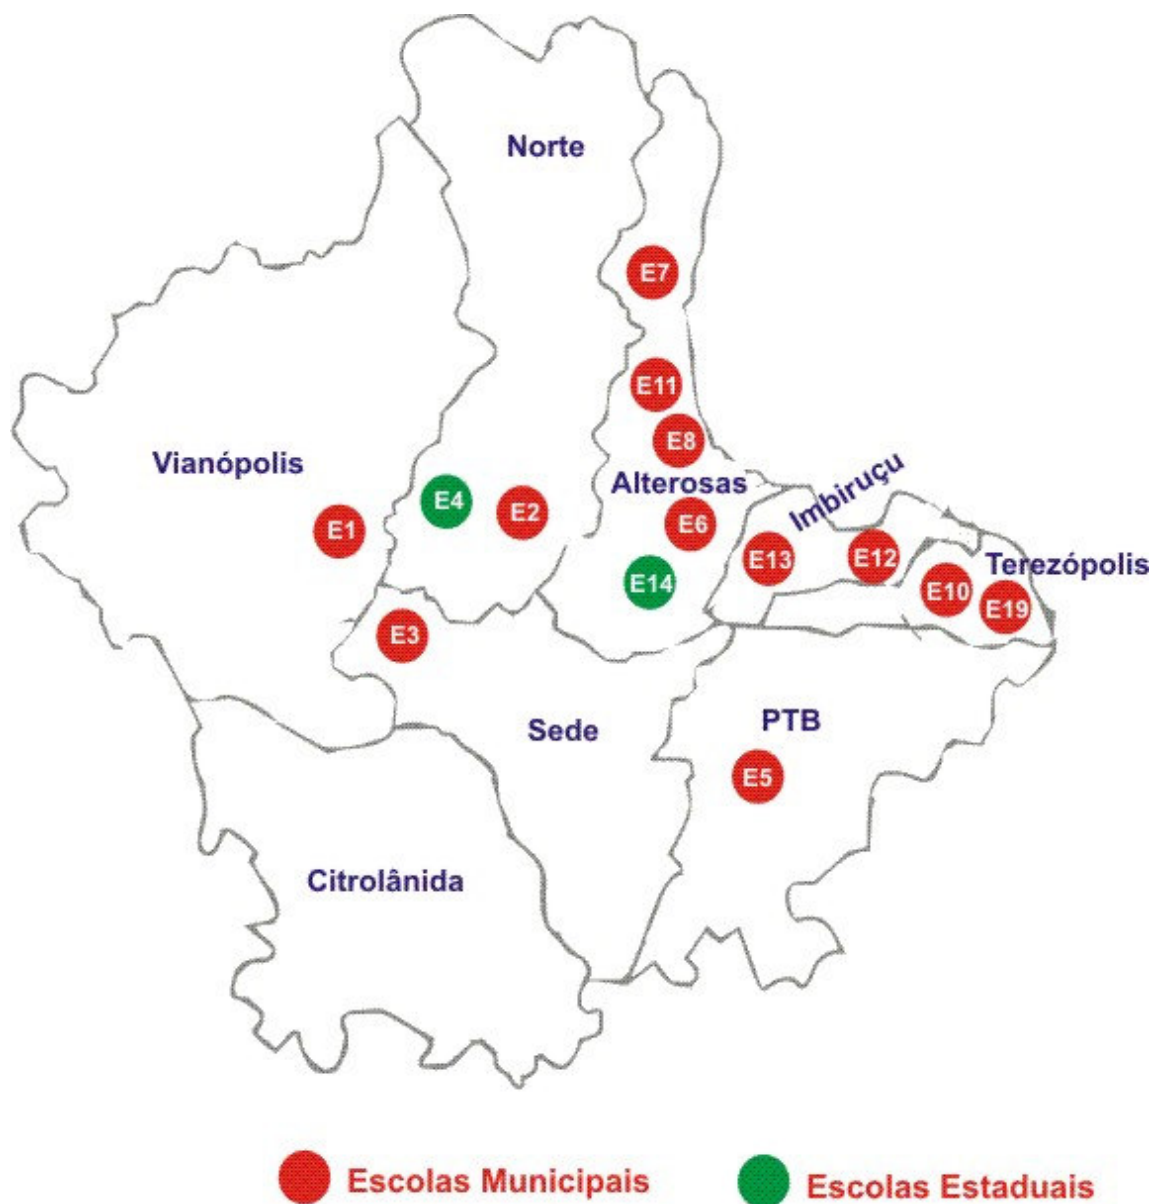 Norte
E7
E11
E8
Vianópolis
Alterosas
Imbiruçu
E4
E2
E1
E6
E13
E12
Terezópolis
E14
E10
E19
E3
Sede
PTB
E5
Citrolânida
Escolas Municipais
Escolas Estaduais